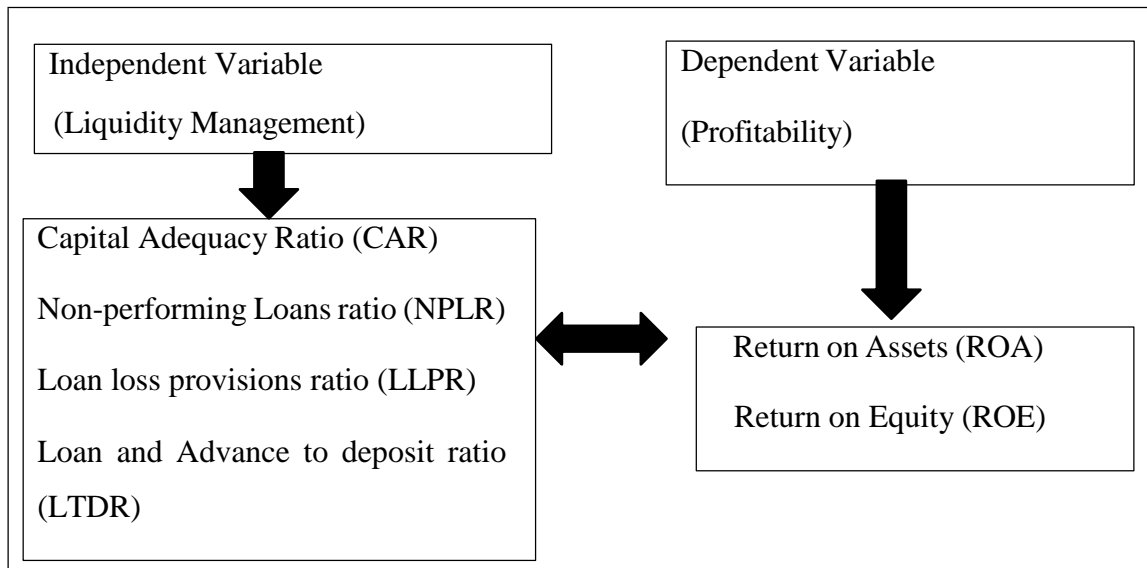 Independent Variable
(Liquidity Management)
Dependent Variable
(Profitability)
Capital Adequacy Ratio (CAR)
Non-performing Loans ratio (NPLR)
Loan loss provisions ratio (LLPR)
Loan and Advance to deposit ratio
(LTDR)
Return on Assets (ROA)
Return on Equity (ROE)